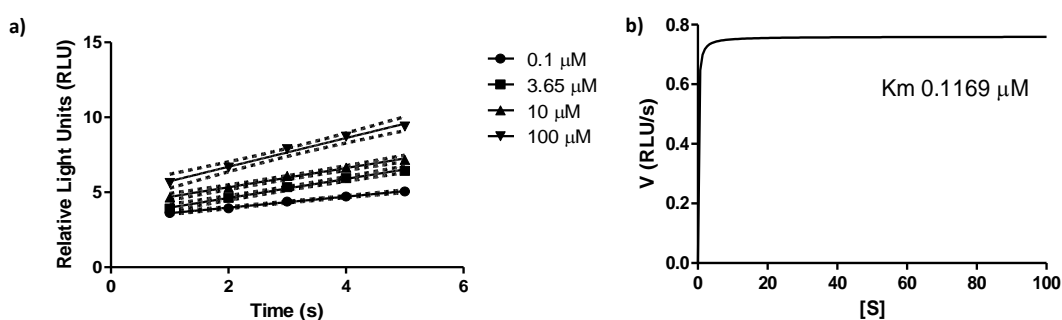 a)
Relative Light Units (RLU)
15
10
5
0
0
2
4
6
Time (s)
0.1 μM
3.65 μM
10 μM
100 μM
b)
V (RLU/s)
0.8
0.6
0.4
0.2
0.0
0
20
40
60
80
100
[S]
Km 0.1169 μM